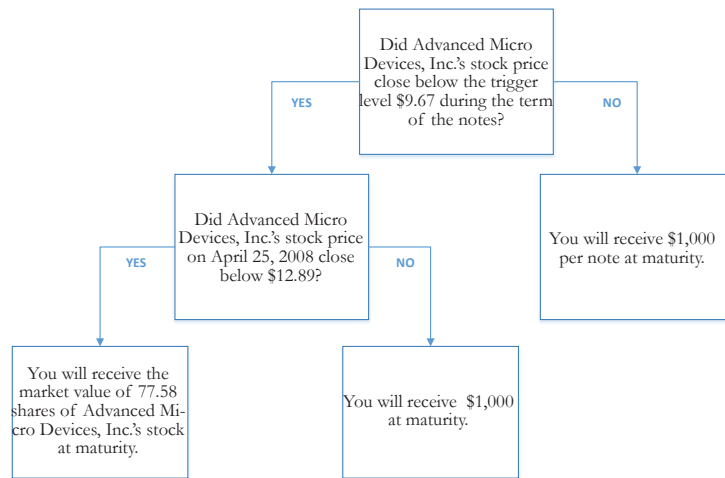 Did Advanced Micro
Devices, Inc.'s stock price
close below the trigger
level $9.67 during the term
of the notes?
YES
NO
Did Advanced Micro
Devices, Inc.'s stock price
on April 25, 2008 close
below $12.89?
You will receive $1,000
per note at maturity.
YES
NO
You will receive the
market value of 77.58
shares of Advanced Mi-
cro Devices, Inc.'s stock
at maturity.
You will receive $1,000
at maturity.